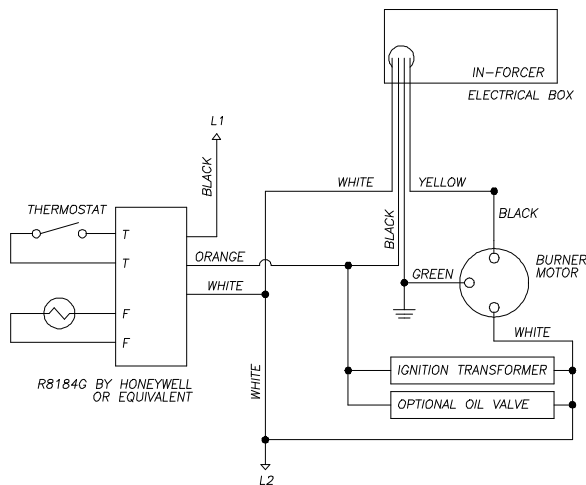 IN-FORCER
ELECTRICAL BOX
L1
BLACK
WHITE
YELLOW
THERMOSTAT
BLACK
BLACK
T
ORANGE
BURNER
MOTOR
T
GREEN
WHITE
F
WHITE
F
IGNITION TRANSFORMER
R8184G BY HONEYWELL
OR EQUIVALENT
WHITE
OPTIONAL OIL VALVE
L2